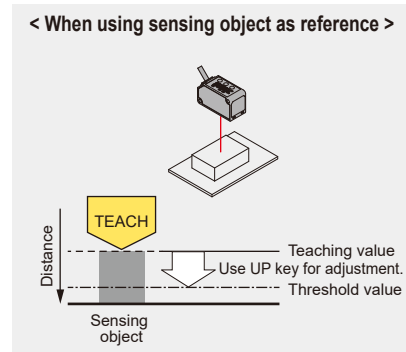 < When using sensing object as reference >
TEACH
Distance
Teaching value
Use UP key for adjustment.
Threshold value
Sensing
object